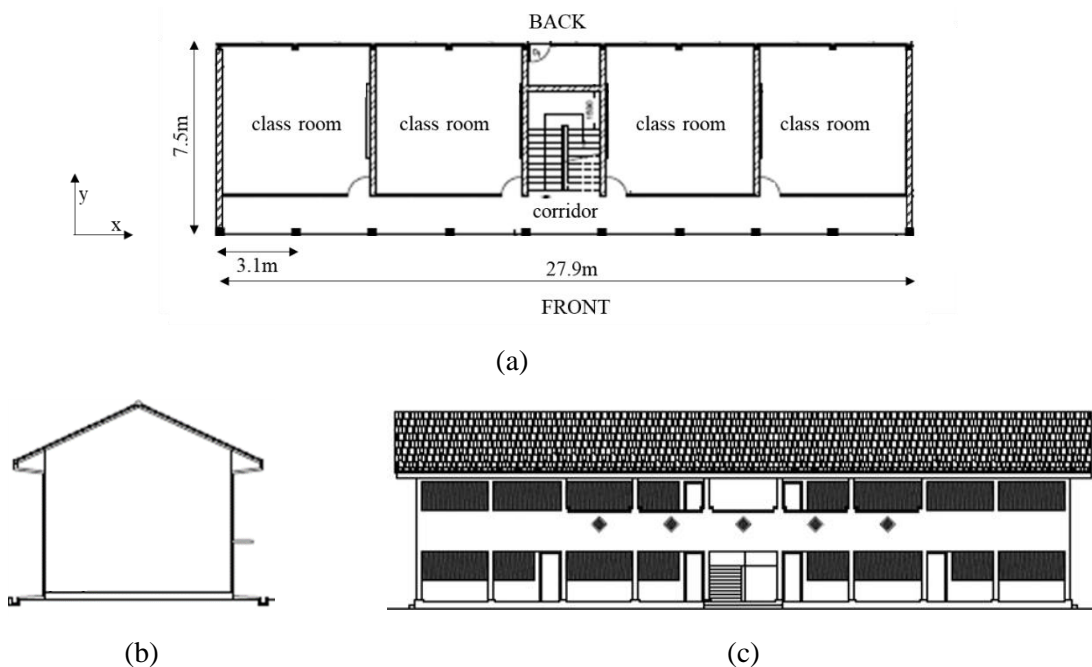 BACK
class room
class room
class room
class room
7.5m
y
x
corridor
3.1m
27.9m
FRONT
(a)
(b)
(c)